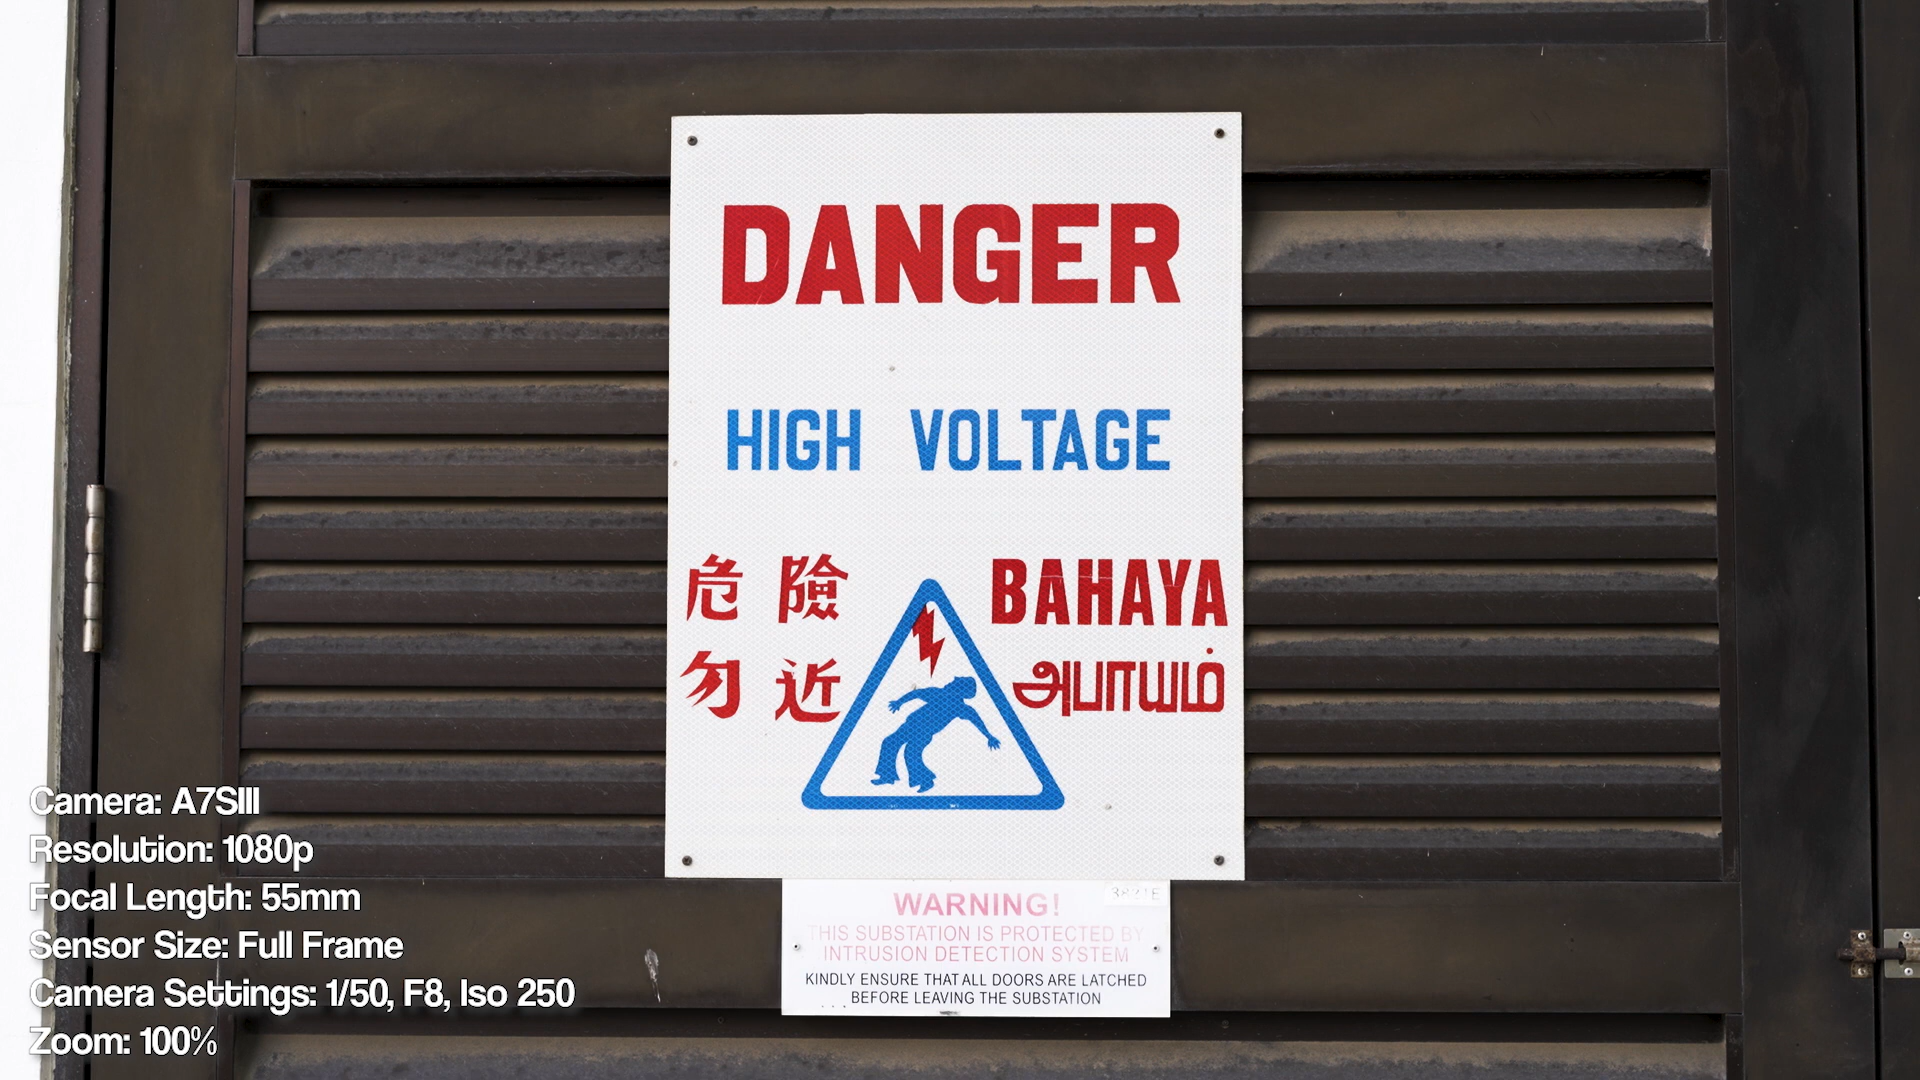 DANGER
HIGH VOLTAGE
危險
勿近
BAHAYA
அபாயம்
WARNING!
THIS SUBSTATION IS PROTECTED BY
INTRUSION DETECTION SYSTEM
KINDLY ENSURE THAT ALL DOORS ARE LATCHED
BEFORE LEAVING THE SUBSTATION
Camera: A7SIII
Resolution: 1080p
Focal Length: 55mm
Sensor Size: Full Frame
Camera Settings: 1/50, F8, Iso 250
Zoom: 100%